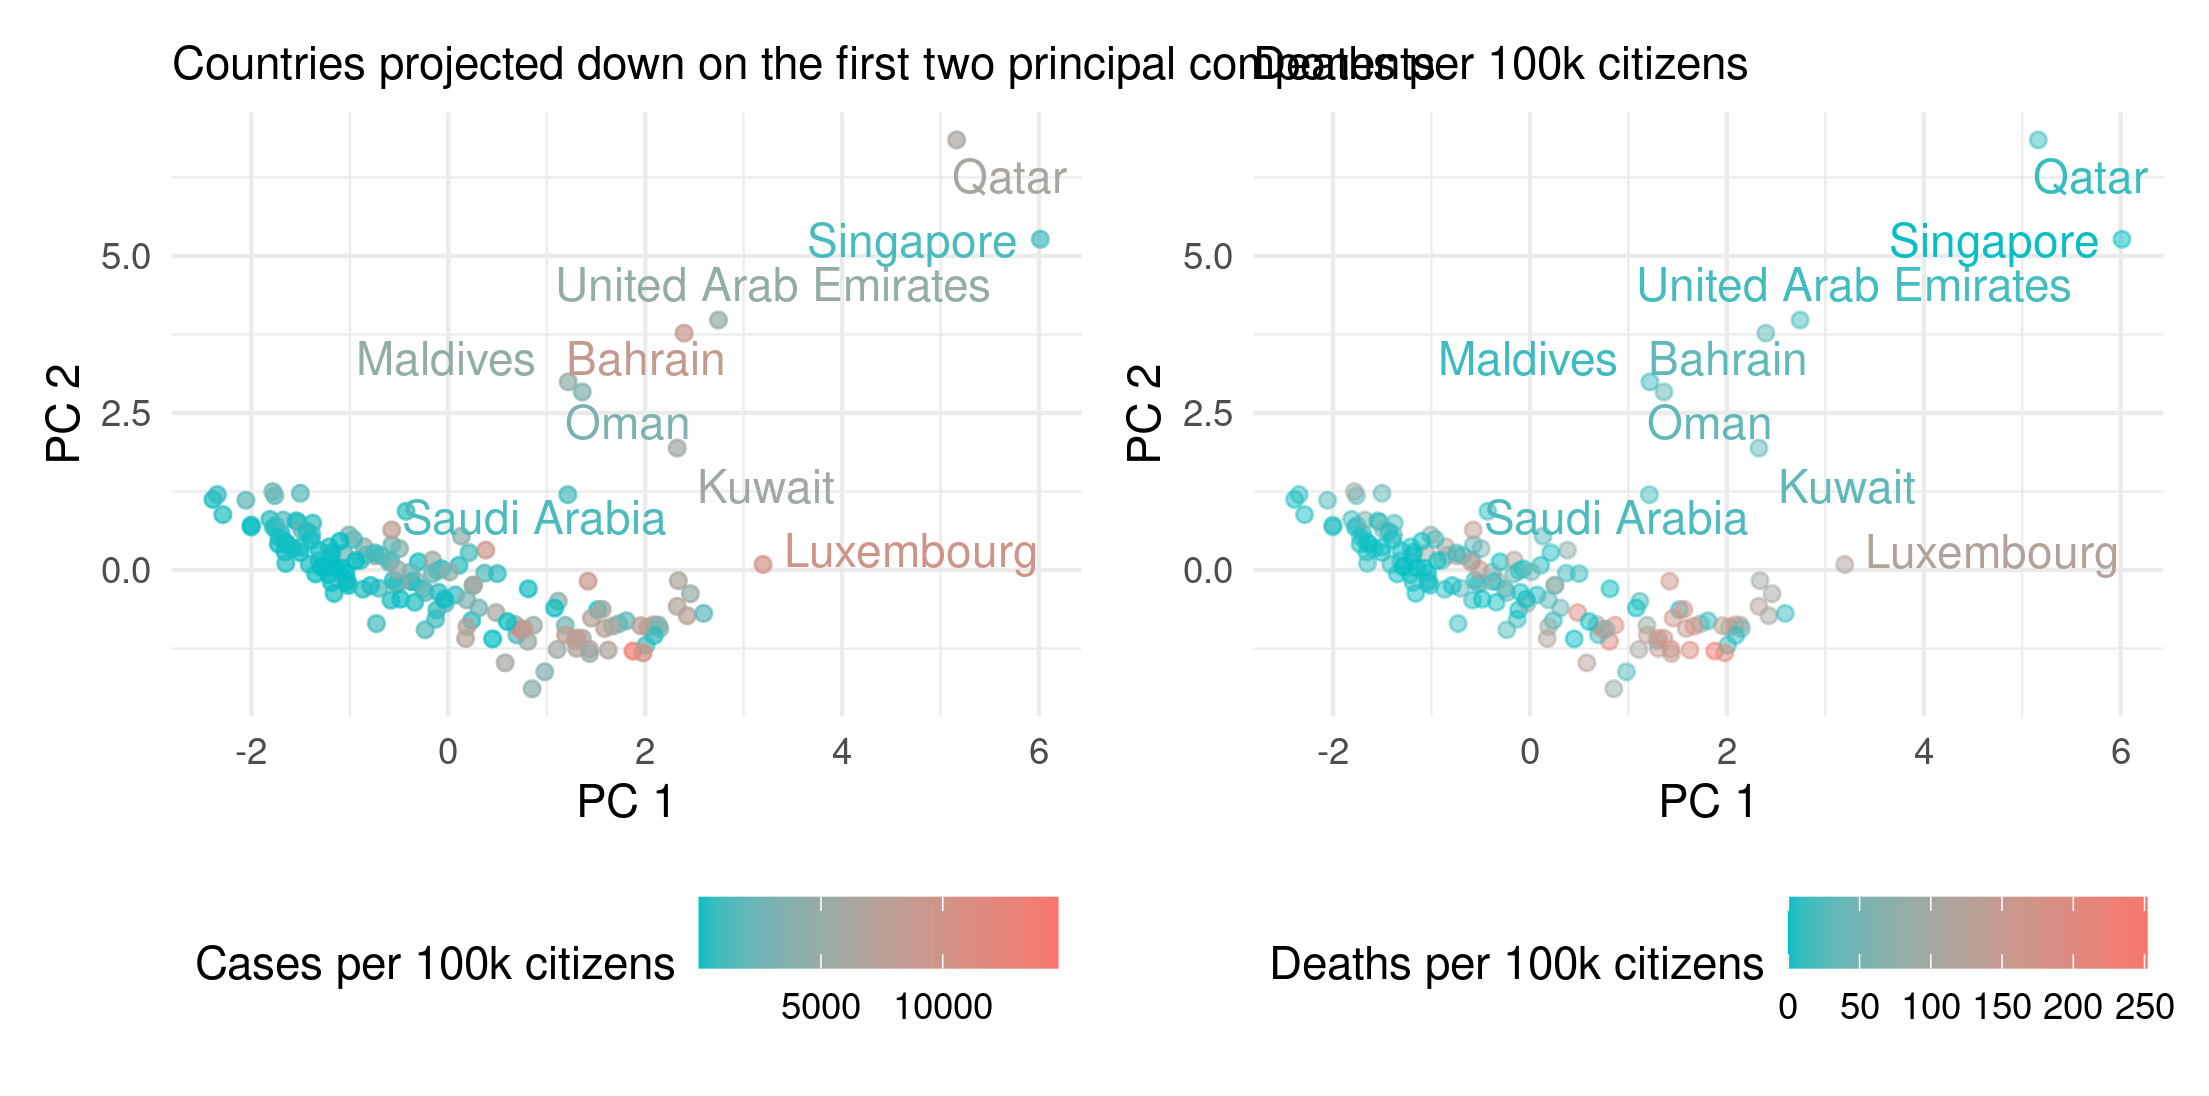 Countries projected down on the first two principal components
Deaths per 100k citizens
Qatar
Singapore
United Arab Emirates
Maldives
Bahrain
Oman
Kuwait
Saudi Arabia
Luxembourg
5.0
2.5
0.0
PC 2
-2
0
2
4
6
PC 1
Cases per 100k citizens
5000
10000
Qatar
Singapore
United Arab Emirates
Maldives
Bahrain
Oman
Kuwait
Saudi Arabia
Luxembourg
5.0
2.5
0.0
PC 2
-2
0
2
4
6
PC 1
Deaths per 100k citizens
0
50
100
150
200
250